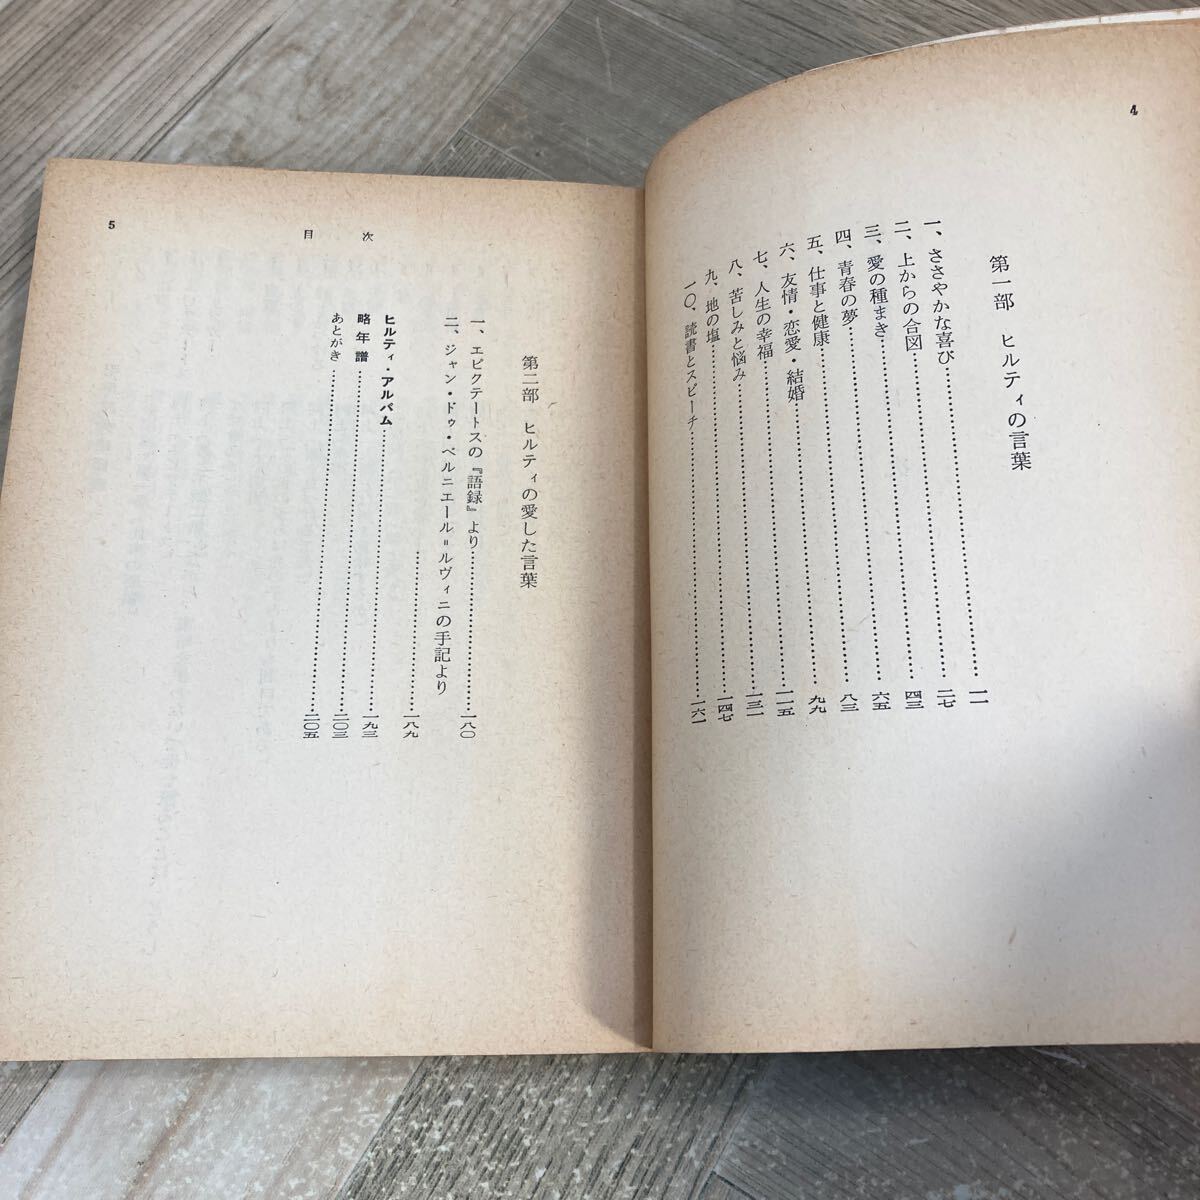 4
第一部 ヒルティの言葉
一、ささやかな喜び……一一
二、上からの合図……二七
三、愛の種まき……四三
四、青春の夢……六五
五、仕事と健康……八三
六、友情・恋愛・結婚……九九
七、人生の幸福……一一五
八、苦しみと悩み……一三一
九、地の塩……一四七
一〇、読書とスピーチ……一六一
5
目次
第二部 ヒルティの愛した言葉
一、エピクテートスの『語録』より……一八〇
二、ジャン・ドゥ・ベルニエール＝ルヴィニの手記より
……一八九
ヒルティ・アルバム……一九三
略年譜……二〇三
あとがき……二〇五